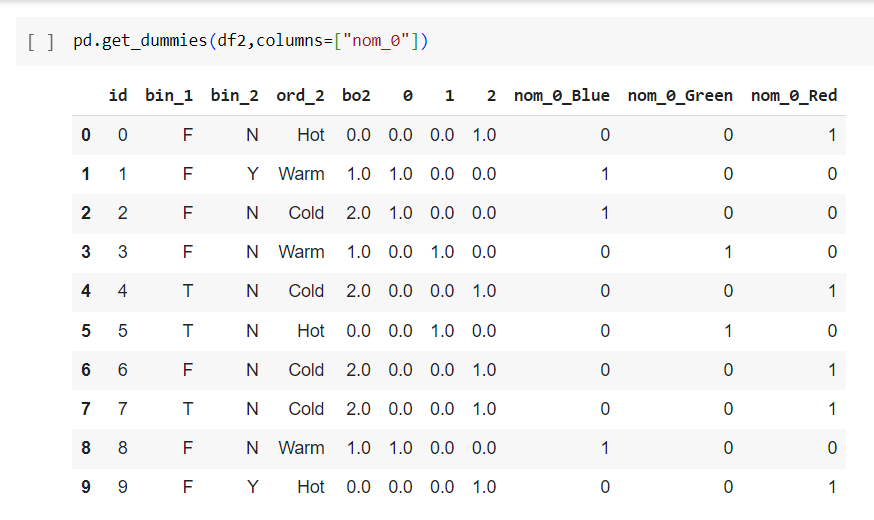 [ ] pd.get_dummies(df2,columns=["nom_0"])
id bin_1 bin_2 ord_2 bo2 0 1 2 nom_0_Blue nom_0_Green nom_0_Red
0 0 F N Hot 0.0 0.0 0.0 1.0 0 0 1
1 1 F Y Warm 1.0 1.0 0.0 0.0 1 0 0
2 2 F N Cold 2.0 1.0 0.0 0.0 1 0 0
3 3 F N Warm 1.0 0.0 1.0 0.0 0 1 0
4 4 T N Cold 2.0 0.0 0.0 1.0 0 0 1
5 5 T N Hot 0.0 0.0 1.0 0.0 0 1 0
6 6 F N Cold 2.0 0.0 0.0 1.0 0 0 1
7 7 T N Cold 2.0 0.0 0.0 1.0 0 0 1
8 8 F N Warm 1.0 1.0 0.0 0.0 1 0 0
9 9 F Y Hot 0.0 0.0 0.0 1.0 0 0 1